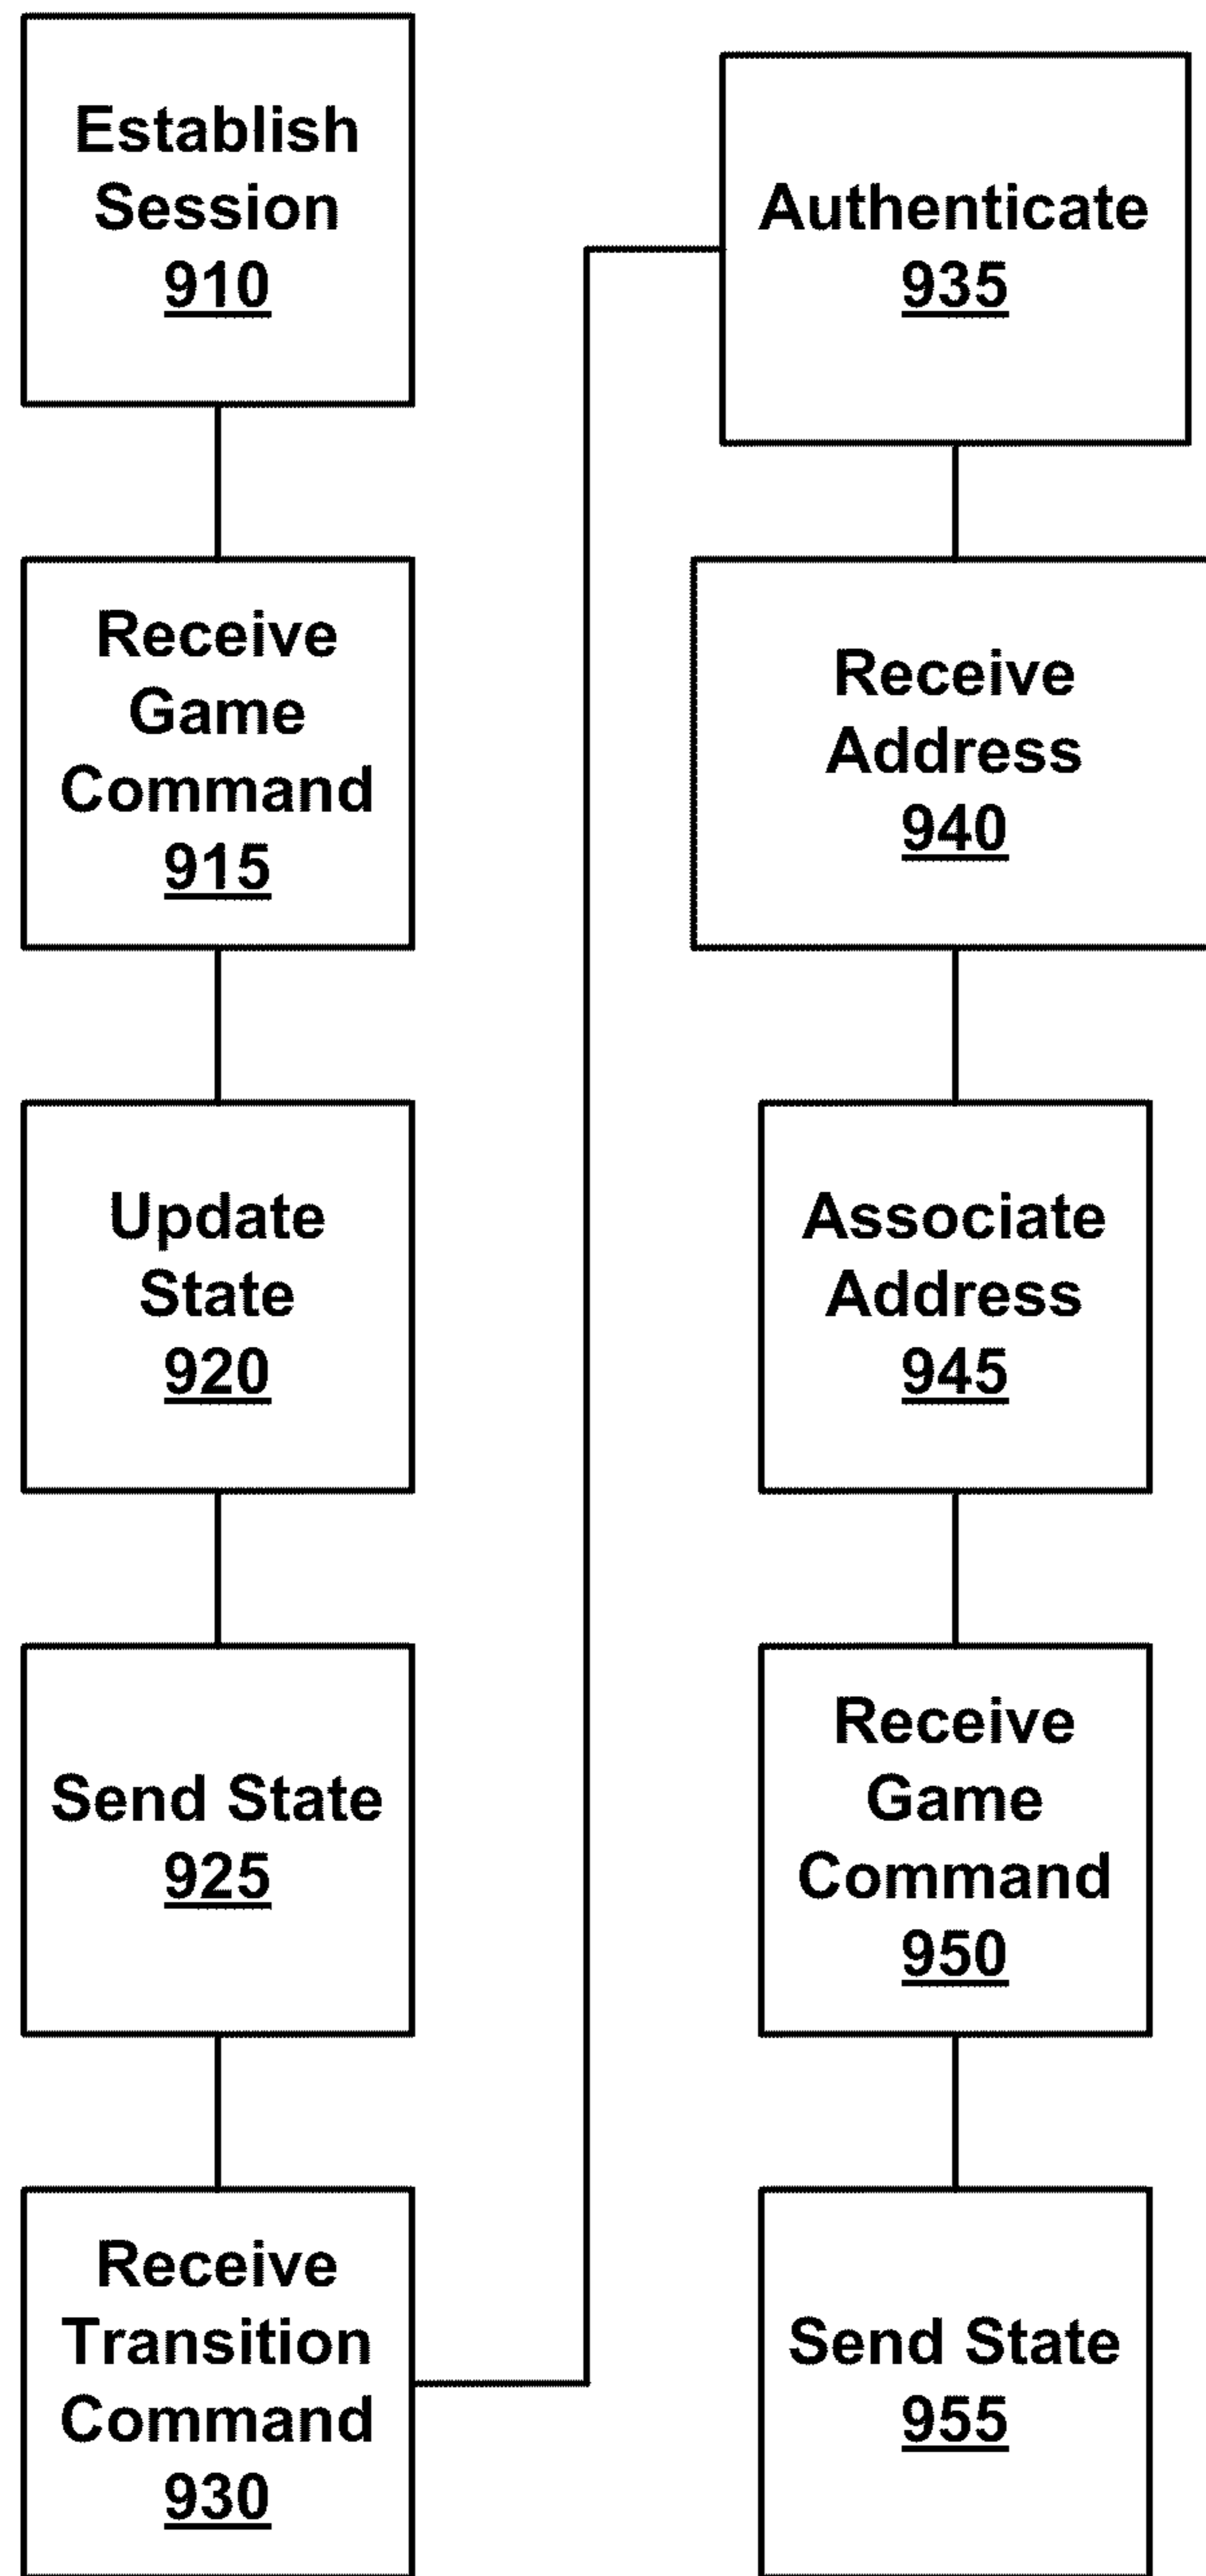 Establish
Session
910
Receive
Game
Command
915
Update
State
920
Send State
925
Receive
Transition
Command
930
Authenticate
935
Receive
Address
940
Associate
Address
945
Receive
Game
Command
950
Send State
955